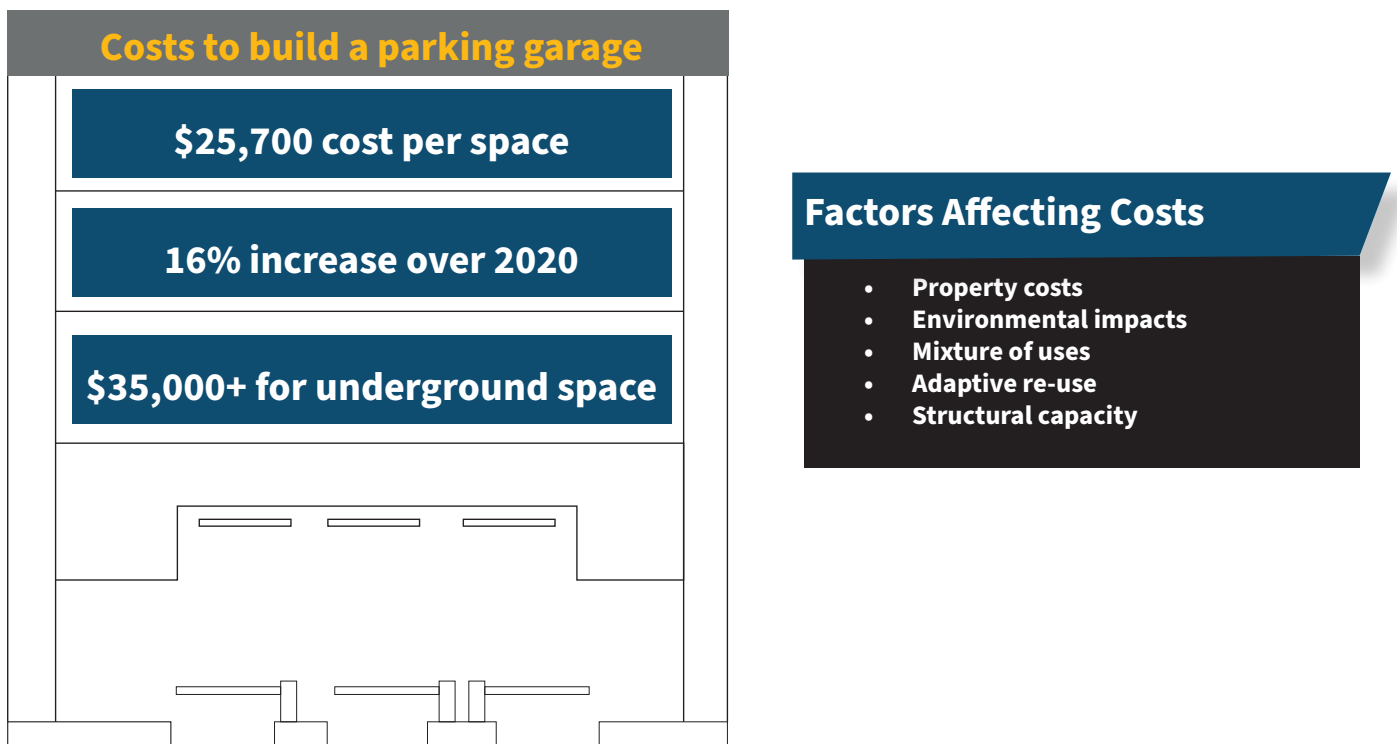 Costs to build a parking garage
$25,700 cost per space
16% increase over 2020
$35,000+ for underground space
Factors Affecting Costs
• Property costs
• Environmental impacts
• Mixture of uses
• Adaptive re-use
• Structural capacity